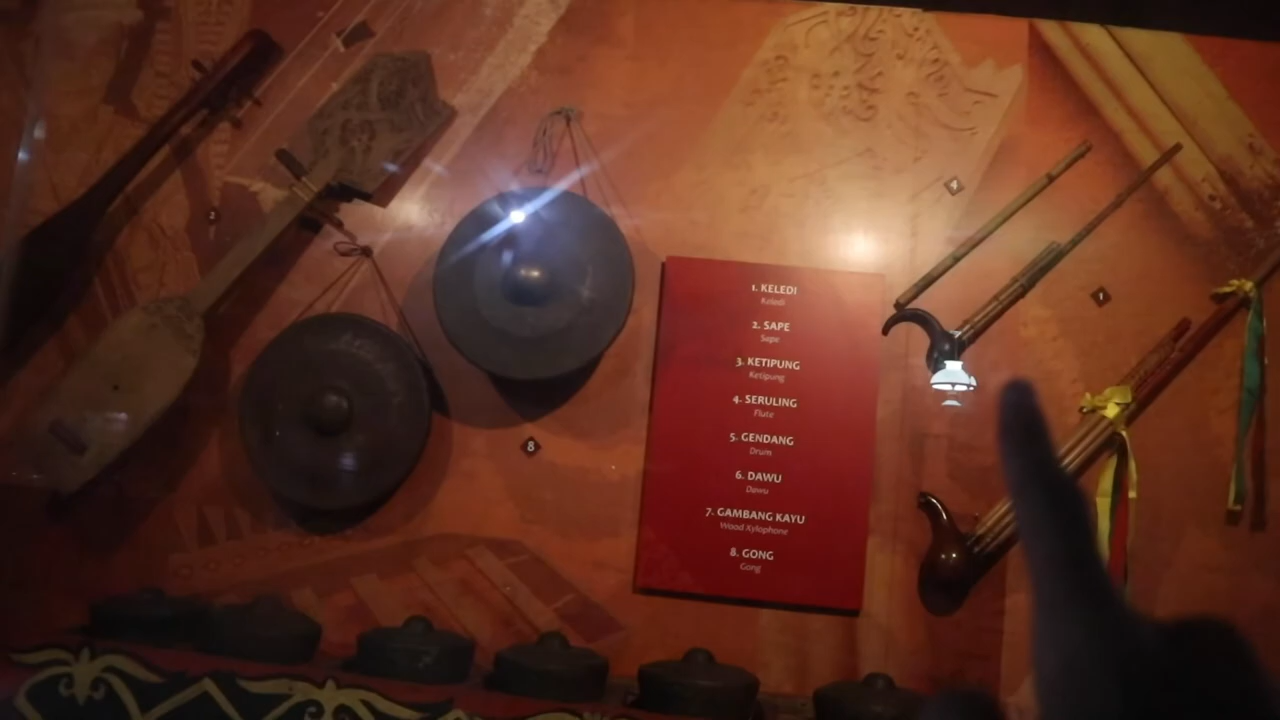 1. KELEDI
Keledi
2. SAPE
Sape
3. KETIPUNG
Ketipung
4. SERULING
Flute
5. GENDANG
Drum
6. DAWU
Dawu
7. GAMBANG KAYU
Wood Xylophone
8. GONG
Gong
2
8
1